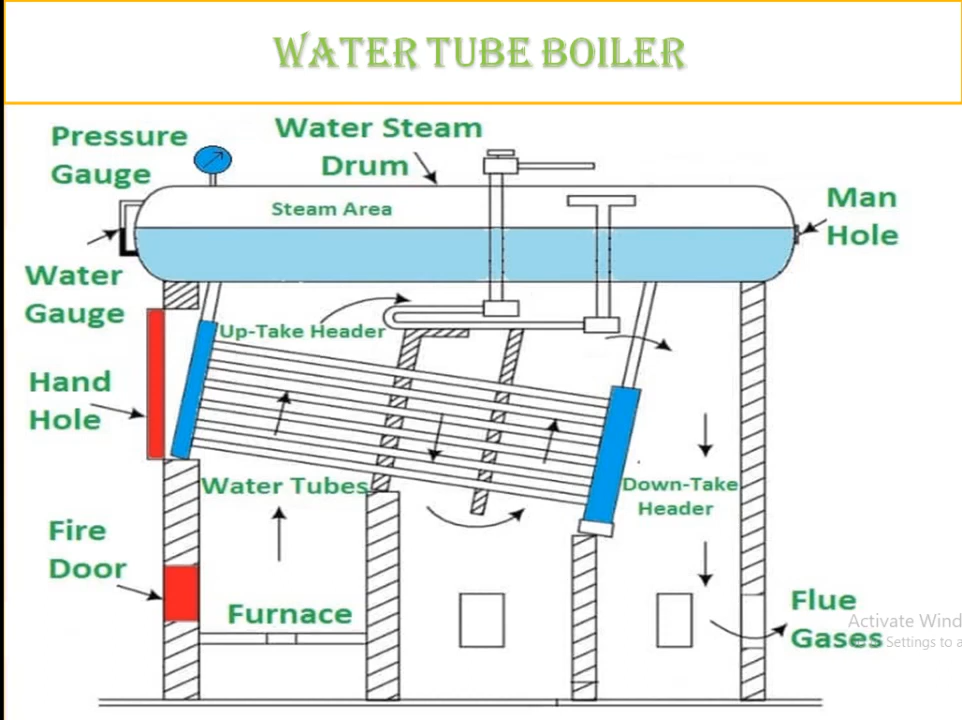 WATER TUBE BOILER
Pressure
Gauge
Water Steam
Drum
Steam Area
Man
Hole
Water
Gauge
Up-Take Header
Hand
Hole
Water Tubes
Down-Take
Header
Fire
Door
Furnace
Flue
Gases
Activate Wind
Settings to a